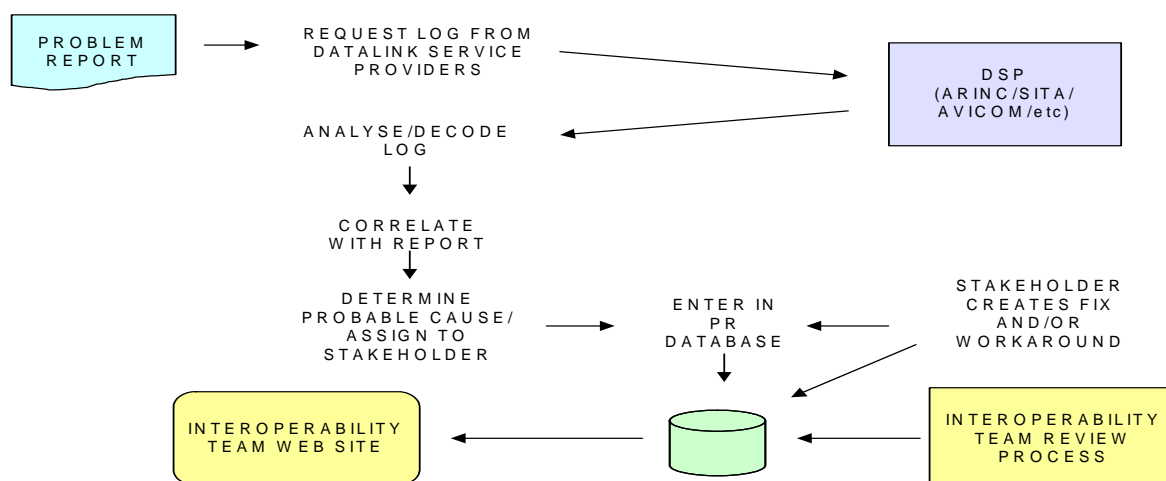 PROBLEM
REPORT
REQUEST LOG FROM
DATALINK SERVICE
PROVIDERS
DSP
(ARINC/SITA/
AVICOM/etc)
ANALYSE/DECODE
LOG
CORRELATE
WITH REPORT
DETERMINE
PROBABLE CAUSE/
ASSIGN TO
STAKEHOLDER
ENTER IN
PR
DATABASE
STAKEHOLDER
CREATES FIX
AND/OR
WORKAROUND
INTEROPERABILITY
TEAM WEB SITE
INTEROPERABILITY
TEAM REVIEW
PROCESS